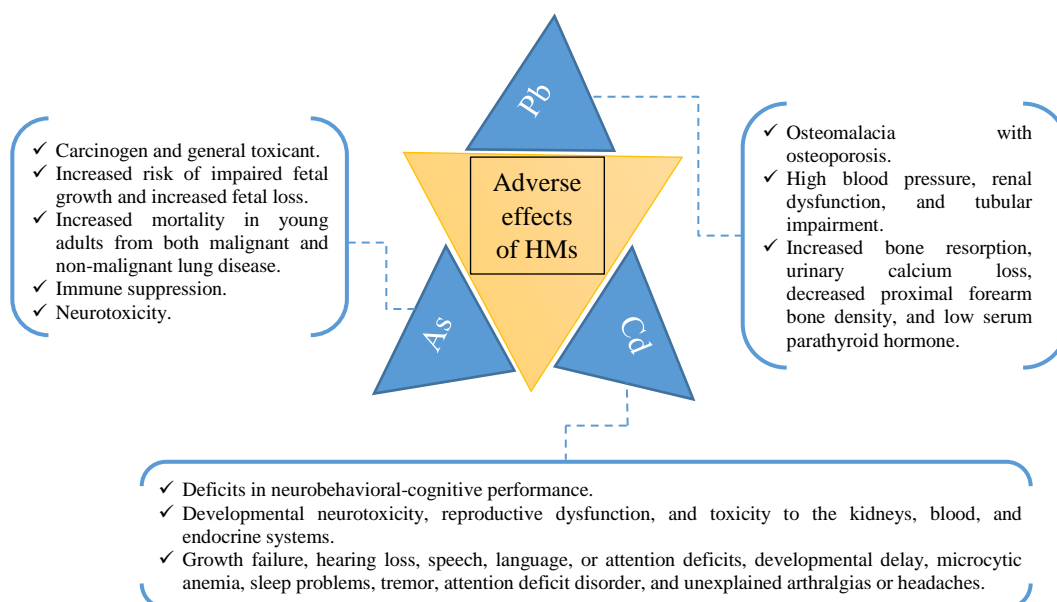 Pb
Adverse
effects
of HMs
As
Cd
✓ Carcinogen and general toxicant.
✓ Increased risk of impaired fetal
growth and increased fetal loss.
✓ Increased mortality in young
adults from both malignant and
non-malignant lung disease.
✓ Immune suppression.
✓ Neurotoxicity.
✓ Osteomalacia with
osteoporosis.
✓ High blood pressure, renal
dysfunction, and tubular
impairment.
✓ Increased bone resorption,
urinary calcium loss,
decreased proximal forearm
bone density, and low serum
parathyroid hormone.
✓ Deficits in neurobehavioral-cognitive performance.
✓ Developmental neurotoxicity, reproductive dysfunction, and toxicity to the kidneys, blood, and
endocrine systems.
✓ Growth failure, hearing loss, speech, language, or attention deficits, developmental delay, microcytic
anemia, sleep problems, tremor, attention deficit disorder, and unexplained arthralgias or headaches.